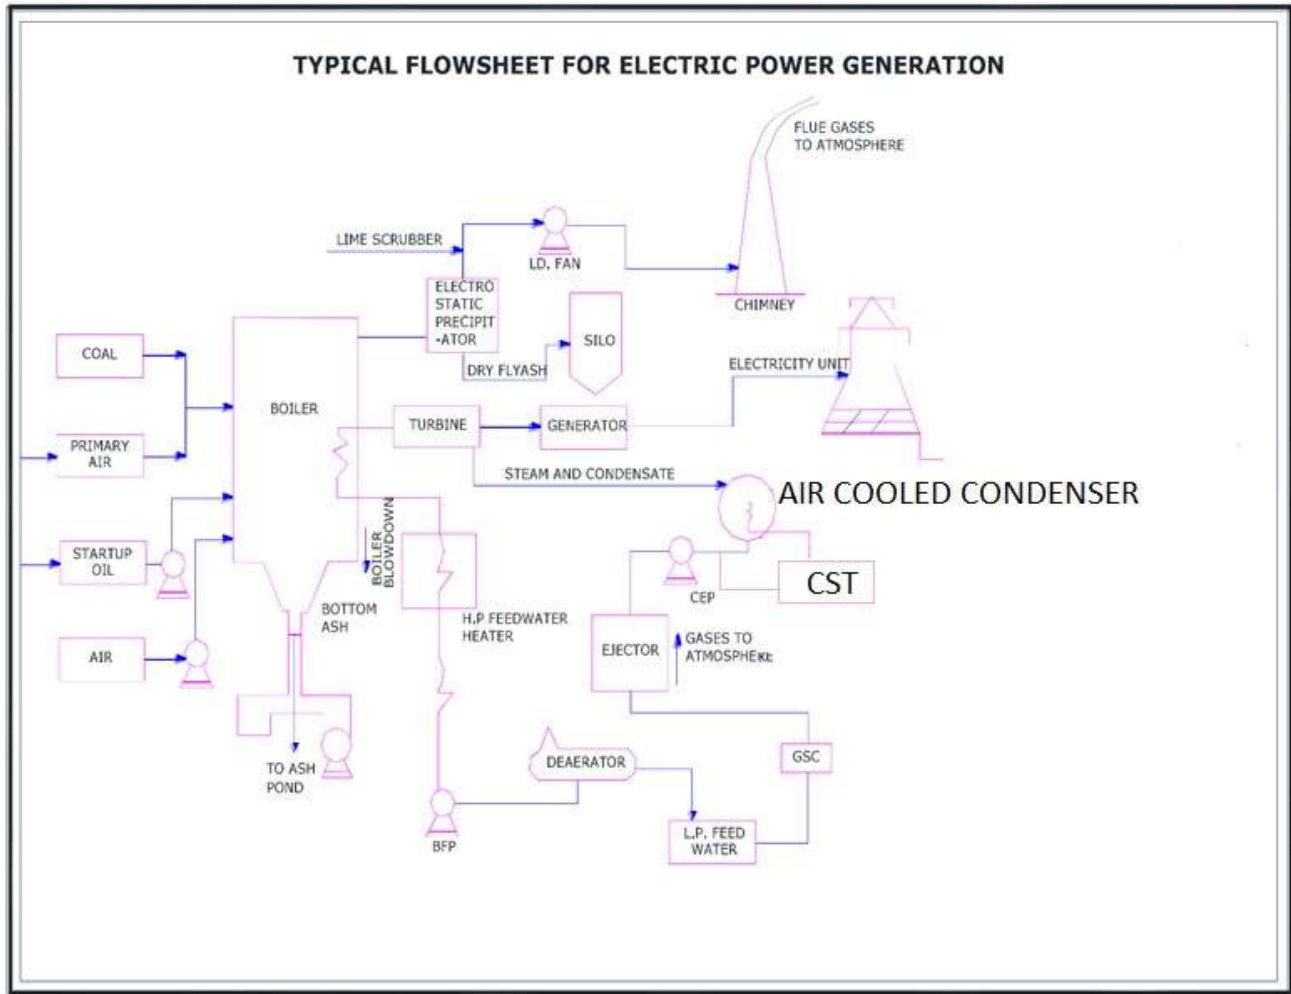 TYPICAL FLOWSHEET FOR ELECTRIC POWER GENERATION
FLUE GASES
TO ATMOSPHERE
LIME SCRUBBER
I.D. FAN
ELECTRO
STATIC
PRECIPIT
-ATOR
CHIMNEY
SILO
COAL
DRY FLYASH
ELECTRICITY UNIT
BOILER
TURBINE
GENERATOR
PRIMARY
AIR
STEAM AND CONDENSATE
AIR COOLED CONDENSER
BOILER
BLOWDOWN
STARTUP
OIL
CST
CEP
BOTTOM
ASH
H.P FEEDWATER
HEATER
EJECTOR
GASES TO
ATMOSPHERE
AIR
DEAERATOR
GSC
TO ASH
POND
BFP
L.P. FEED
WATER